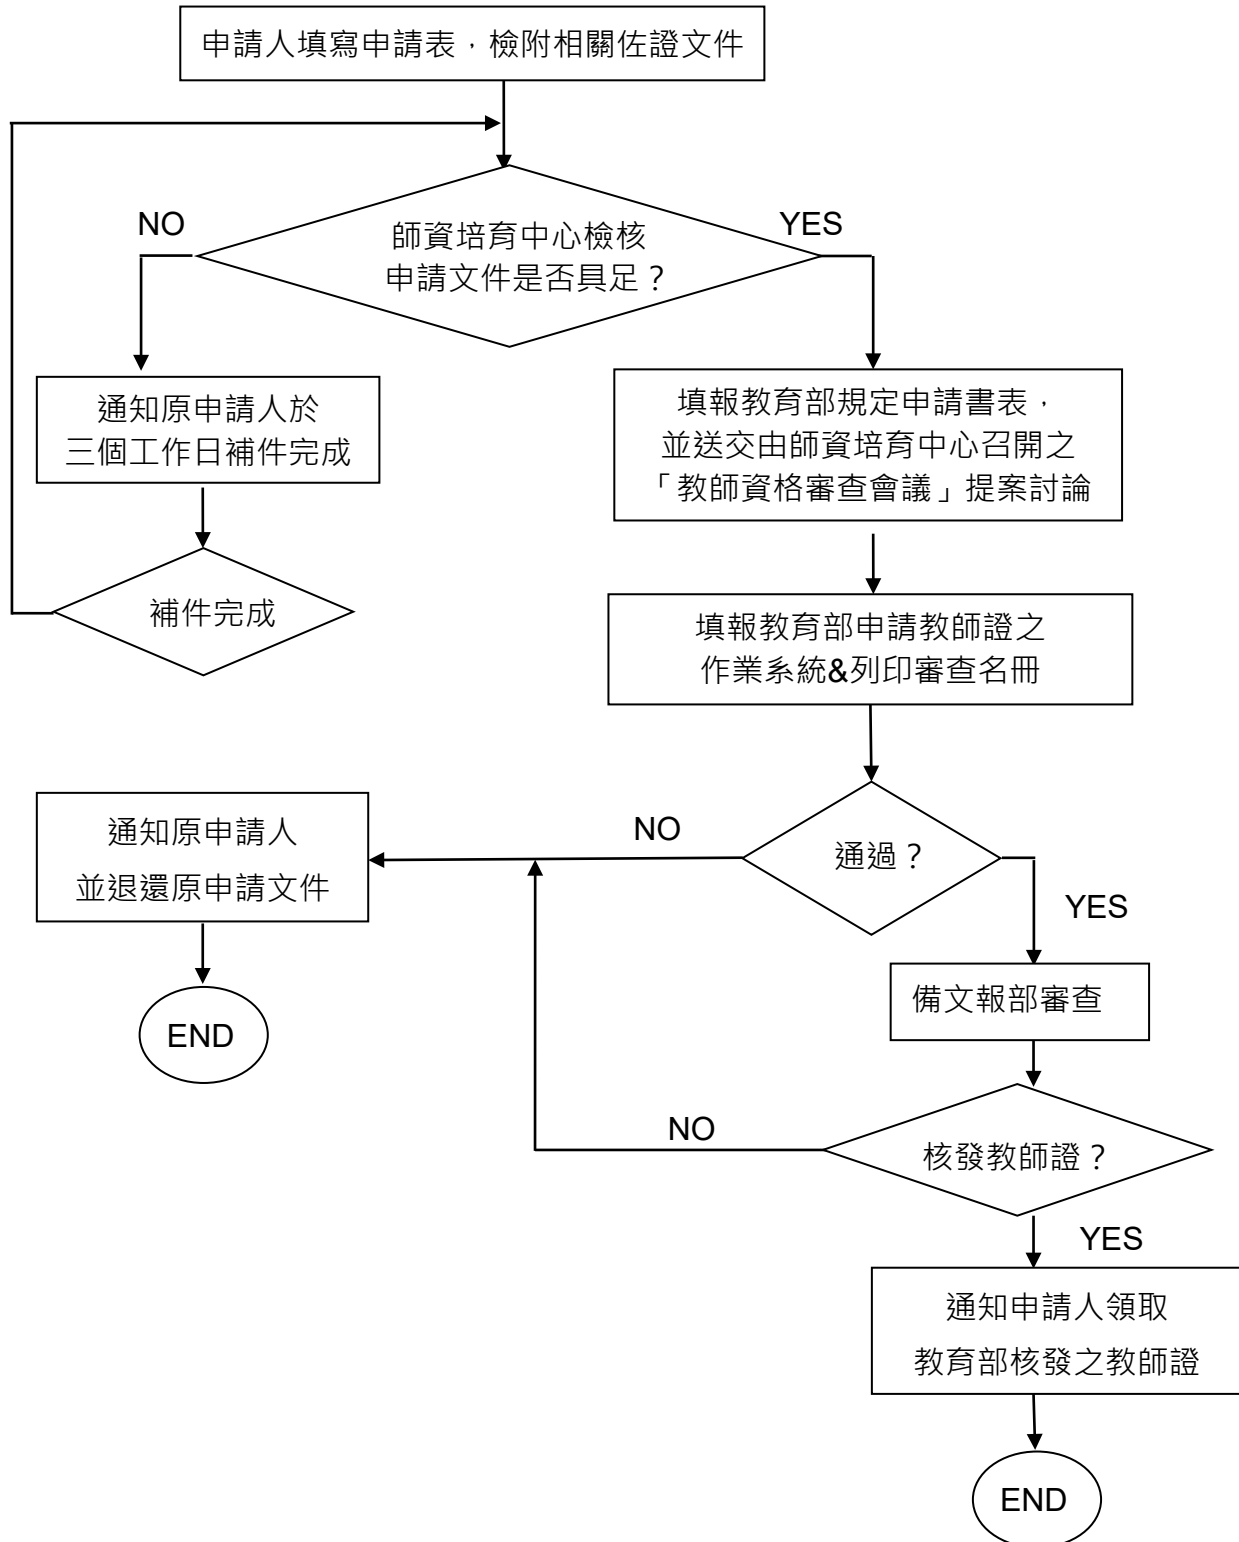 申請人填寫申請表，檢附相關佐證文件
NO
YES
師資培育中心檢核
申請文件是否具足？
通知原申請人於
三個工作日補件完成
填報教育部規定申請書表，
並送交由師資培育中心召開之
「教師資格審查會議」提案討論
補件完成
填報教育部申請教師證之
作業系統&列印審查名冊
通知原申請人
並退還原申請文件
NO
通過？
YES
備文報部審查
END
NO
核發教師證？
YES
通知申請人領取
教育部核發之教師證
END